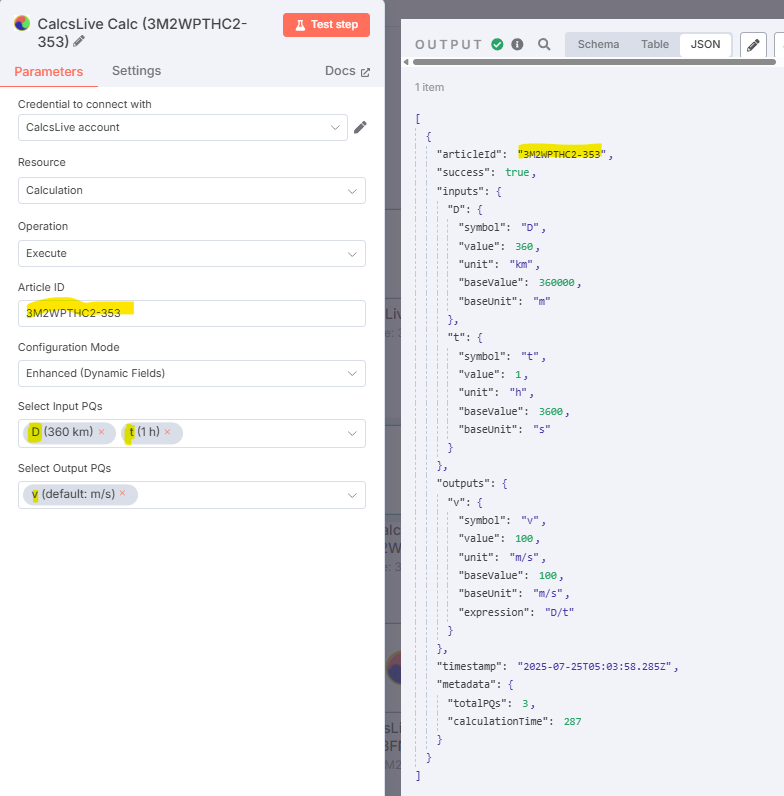 CalcsLive Calc (3M2WPTHC2-
353)
Test step
Parameters
Settings
Docs
Credential to connect with
CalcsLive account
Resource
Calculation
Operation
Execute
Article ID
3M2WPTHC2-353
Configuration Mode
Enhanced (Dynamic Fields)
Select Input PQs
D (360 km) × t (1 h) ×
Select Output PQs
v (default: m/s) ×
OUTPUT
Schema
Table
JSON
1 item
[
{
"articleId": "3M2WPTHC2-353",
"success": true,
"inputs": {
"D": {
"symbol": "D",
"value": 360,
"unit": "km",
"baseValue": 360000,
"baseUnit": "m"
},
"t": {
"symbol": "t",
"value": 1,
"unit": "h",
"baseValue": 3600,
"baseUnit": "s"
}
},
"outputs": {
"v": {
"symbol": "v",
"value": 100,
"unit": "m/s",
"baseValue": 100,
"baseUnit": "m/s",
"expression": "D/t"
}
},
"timestamp": "2025-07-25T05:03:58.285Z",
"metadata": {
"totalPQs": 3,
"calculationTime": 287
}
}
]